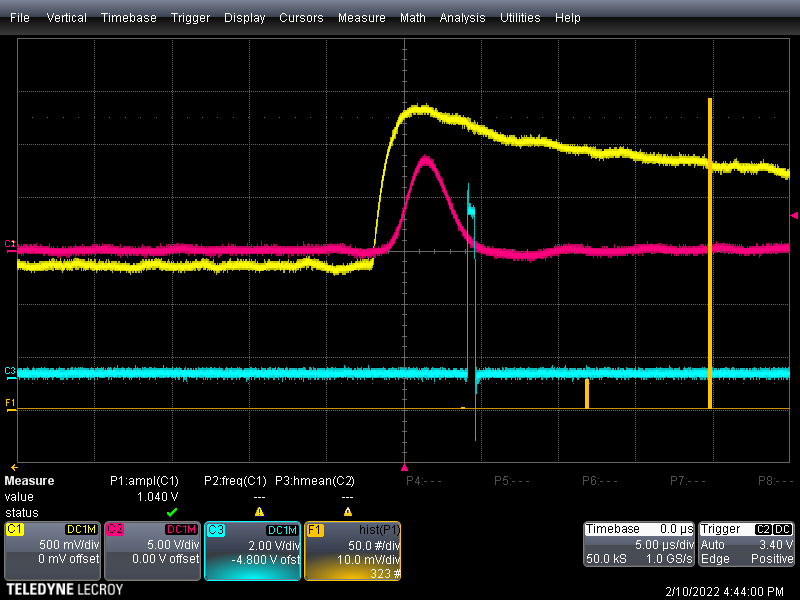 File Vertical Timebase Trigger Display Cursors Measure Math Analysis Utilities Help
C3
F1
Measure P1:ampl(C1) P2:freq(C1) P3:hmean(C2) P4:--- P5:--- P6:--- P7:--- P8:---
value 1.040 V --- ---
status
C1 DC1M C2 DC1M C3 DC1M F1 hist(P1) Timebase 0.0 µs Trigger C2 DC
500 mV/div 5.00 V/div 2.00 V/div 50.0 #/div 5.00 µs/div Auto 3.40 V
0 mV offset 0.00 V offset -4.800 V ofst 10.0 mV/div 50.0 kS 1.0 GS/s Edge Positive
323 #
TELEDYNE LECROY 2/10/2022 4:44:00 PM